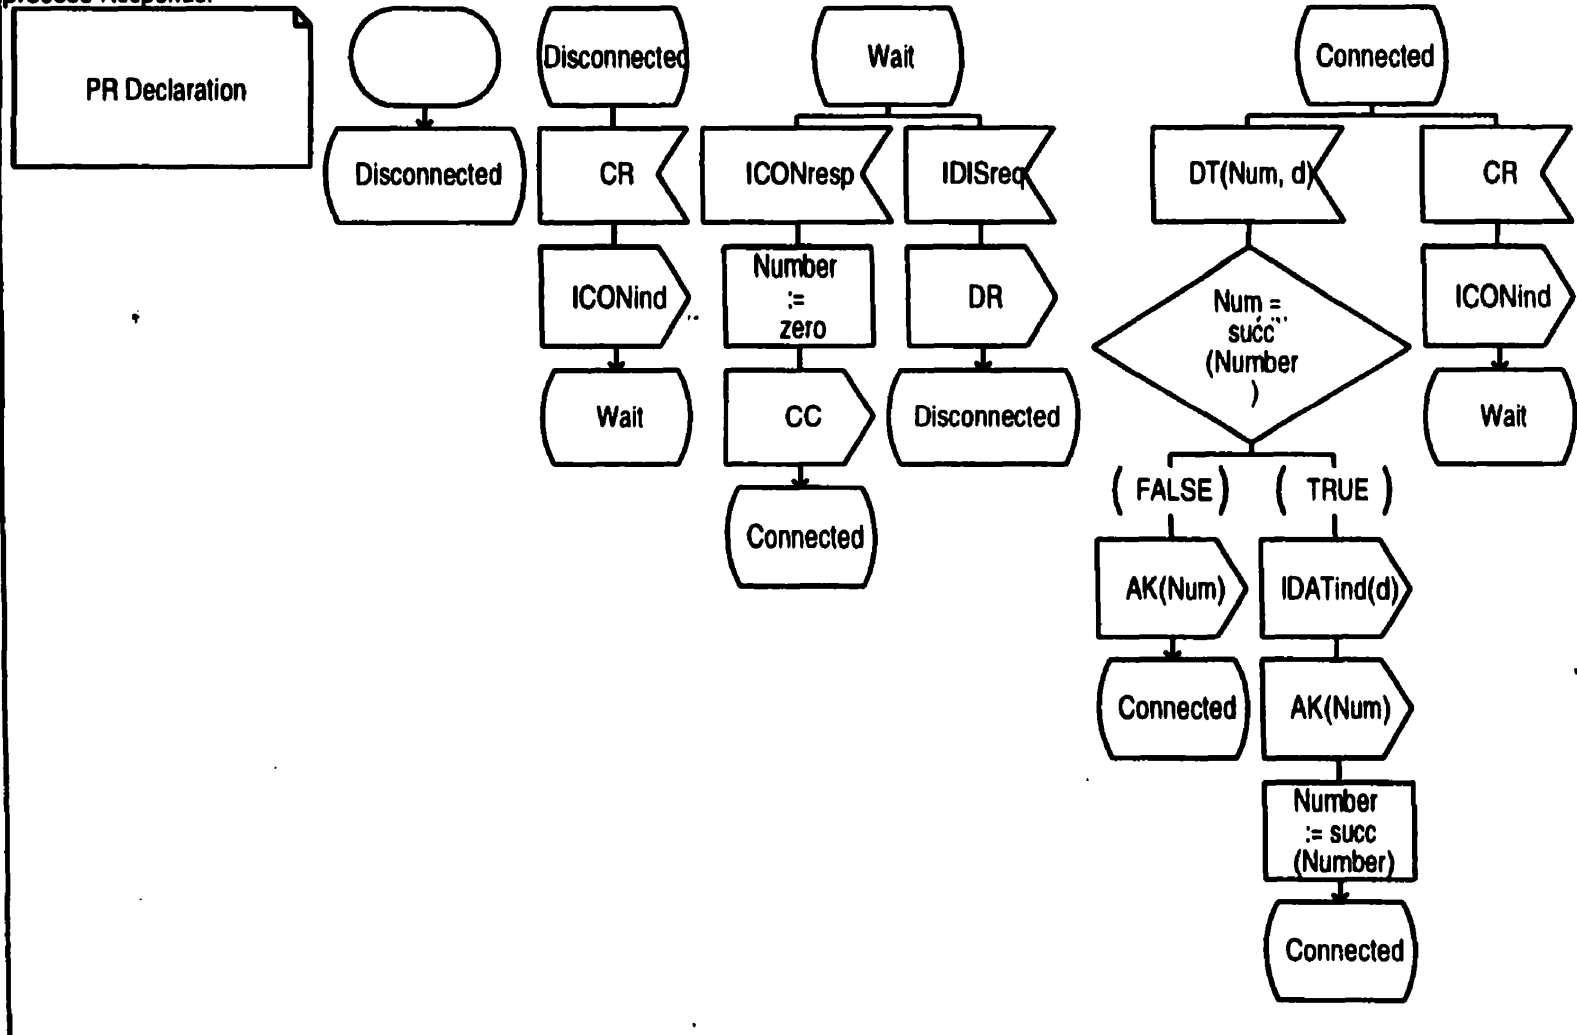 PR Declaration
Disconnected
Disconnected
CR
ICONind
Wait
Wait
ICONresp
Number
:=
zero
CC
Connected
IDISreq
DR
Disconnected
Connected
DT(Num, d)
Num =
succ
(Number
)
(FALSE)
AK(Num)
Connected
(TRUE)
IDATind(d)
AK(Num)
Number
:= succ
(Number)
Connected
CR
ICONind
Wait